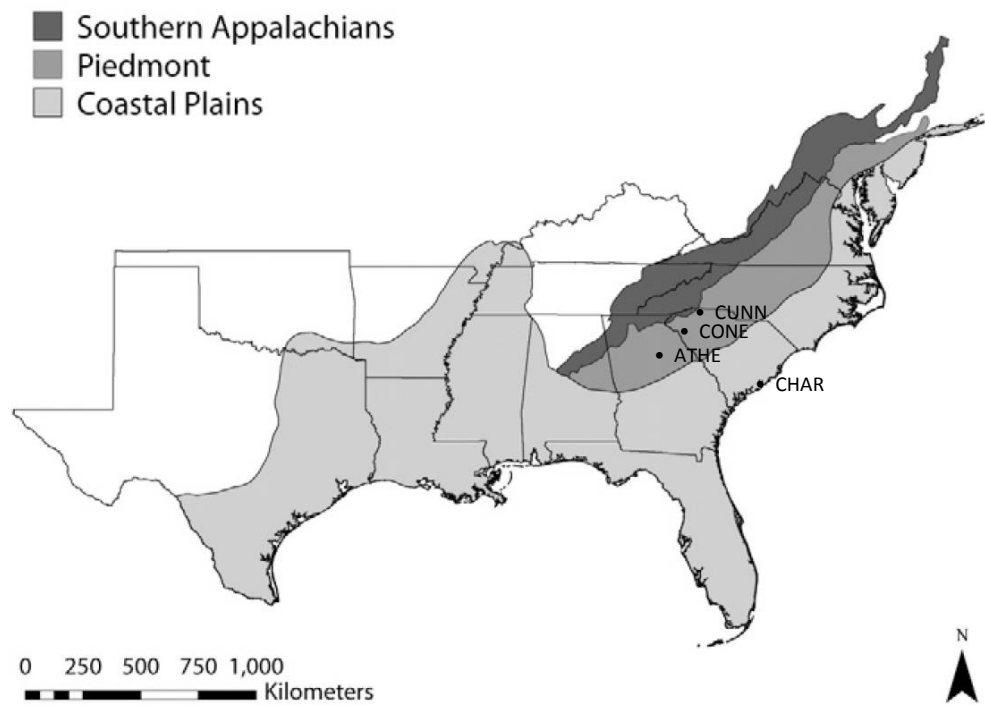 Southern Appalachians
Piedmont
Coastal Plains
CUNN
CONE
ATHE
CHAR
0 250 500 750 1,000
Kilometers
N